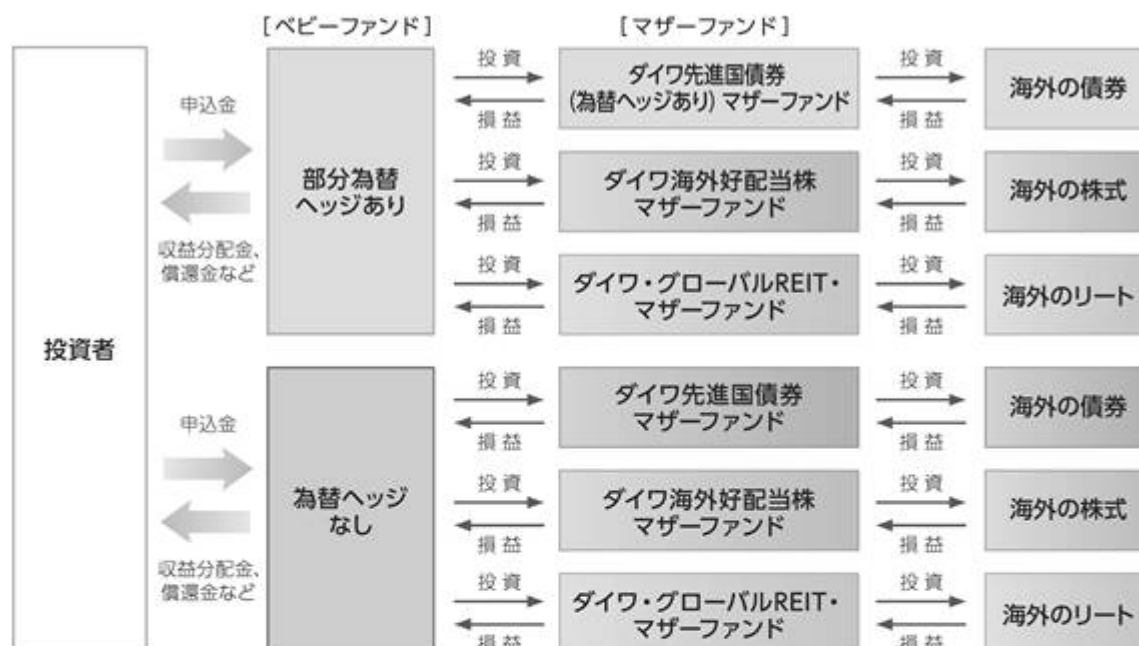 [ベビーファンド]
[マザーファンド]
投資者
申込金
収益分配金、
償還金など
部分為替
ヘッジあり
投資
損益
ダイワ先進国債券
(為替ヘッジあり) マザーファンド
投資
損益
海外の債券
投資
損益
ダイワ海外好配当株
マザーファンド
投資
損益
海外の株式
投資
損益
ダイワ・グローバルREIT・
マザーファンド
投資
損益
海外のリート
申込金
収益分配金、
償還金など
為替ヘッジ
なし
投資
損益
ダイワ先進国債券
マザーファンド
投資
損益
海外の債券
投資
損益
ダイワ海外好配当株
マザーファンド
投資
損益
海外の株式
投資
損益
ダイワ・グローバルREIT・
マザーファンド
投資
損益
海外のリート